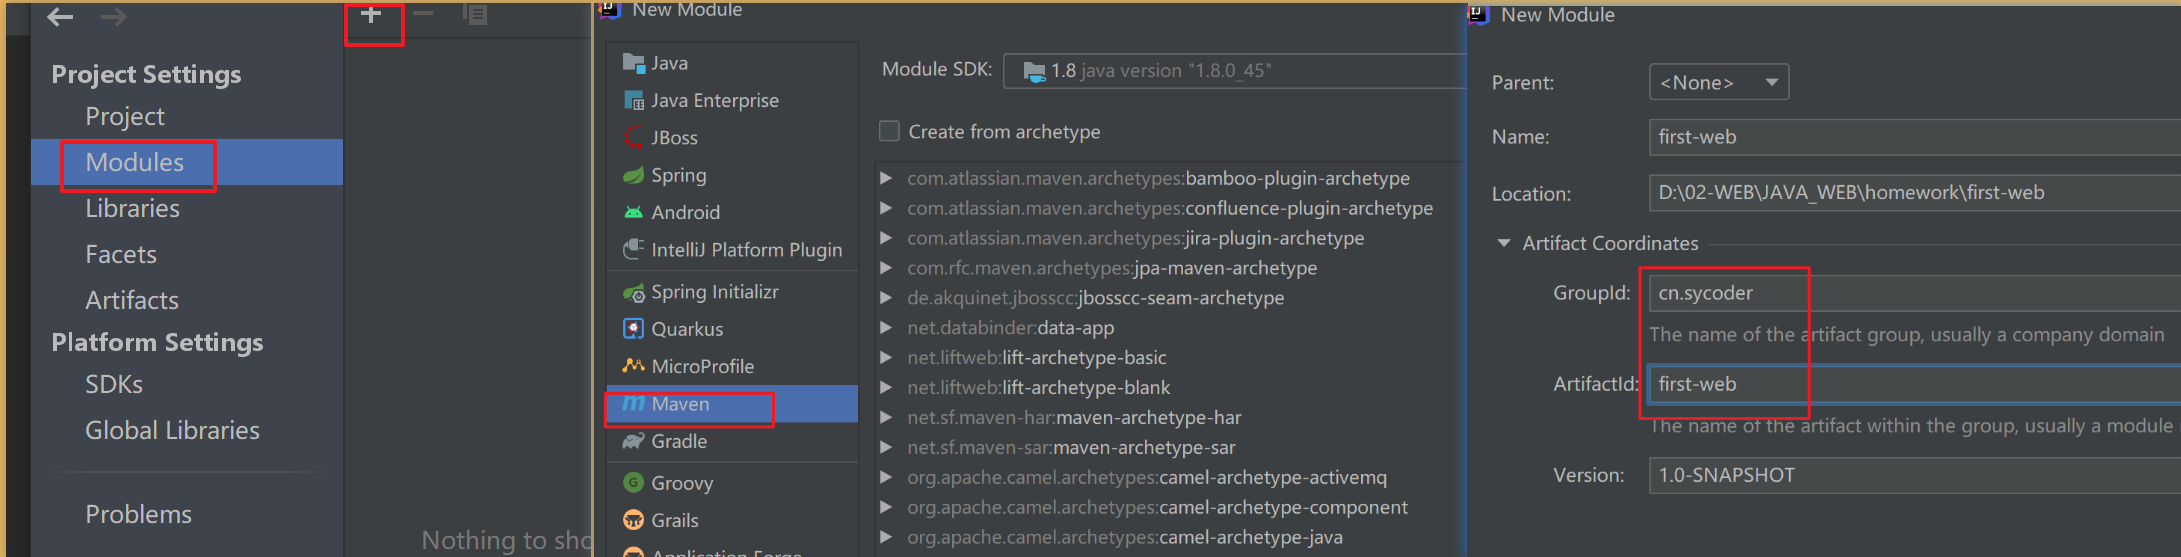 Project Settings
Project
Modules
Libraries
Facets
Artifacts
Platform Settings
SDKs
Global Libraries
Problems
Nothing to sho
New Module
Java
Java Enterprise
JBoss
Spring
Android
IntelliJ Platform Plugin
Spring Initializr
Quarkus
MicroProfile
Maven
Gradle
Groovy
Grails
Application Forge
Module SDK: 1.8 java version "1.8.0_45"
Create from archetype
com.atlassian.maven.archetypes:bamboo-plugin-archetype
com.atlassian.maven.archetypes:confluence-plugin-archetype
com.atlassian.maven.archetypes:jira-plugin-archetype
com.rfc.maven.archetypes:jpa-maven-archetype
de.akquinet.jbosscc:jbosscc-seam-archetype
net.databinder:data-app
net.liftweb:lift-archetype-basic
net.liftweb:lift-archetype-blank
net.sf.maven-har:maven-archetype-har
net.sf.maven-sar:maven-archetype-sar
org.apache.camel.archetypes:camel-archetype-activemq
org.apache.camel.archetypes:camel-archetype-component
org.apache.camel.archetypes:camel-archetype-java
New Module
Parent: <None>
Name: first-web
Location: D:\02-WEB\JAVA_WEB\homework\first-web
Artifact Coordinates
GroupId: cn.sycoder
The name of the artifact group, usually a company domain
ArtifactId: first-web
The name of the artifact within the group, usually a module
Version: 1.0-SNAPSHOT